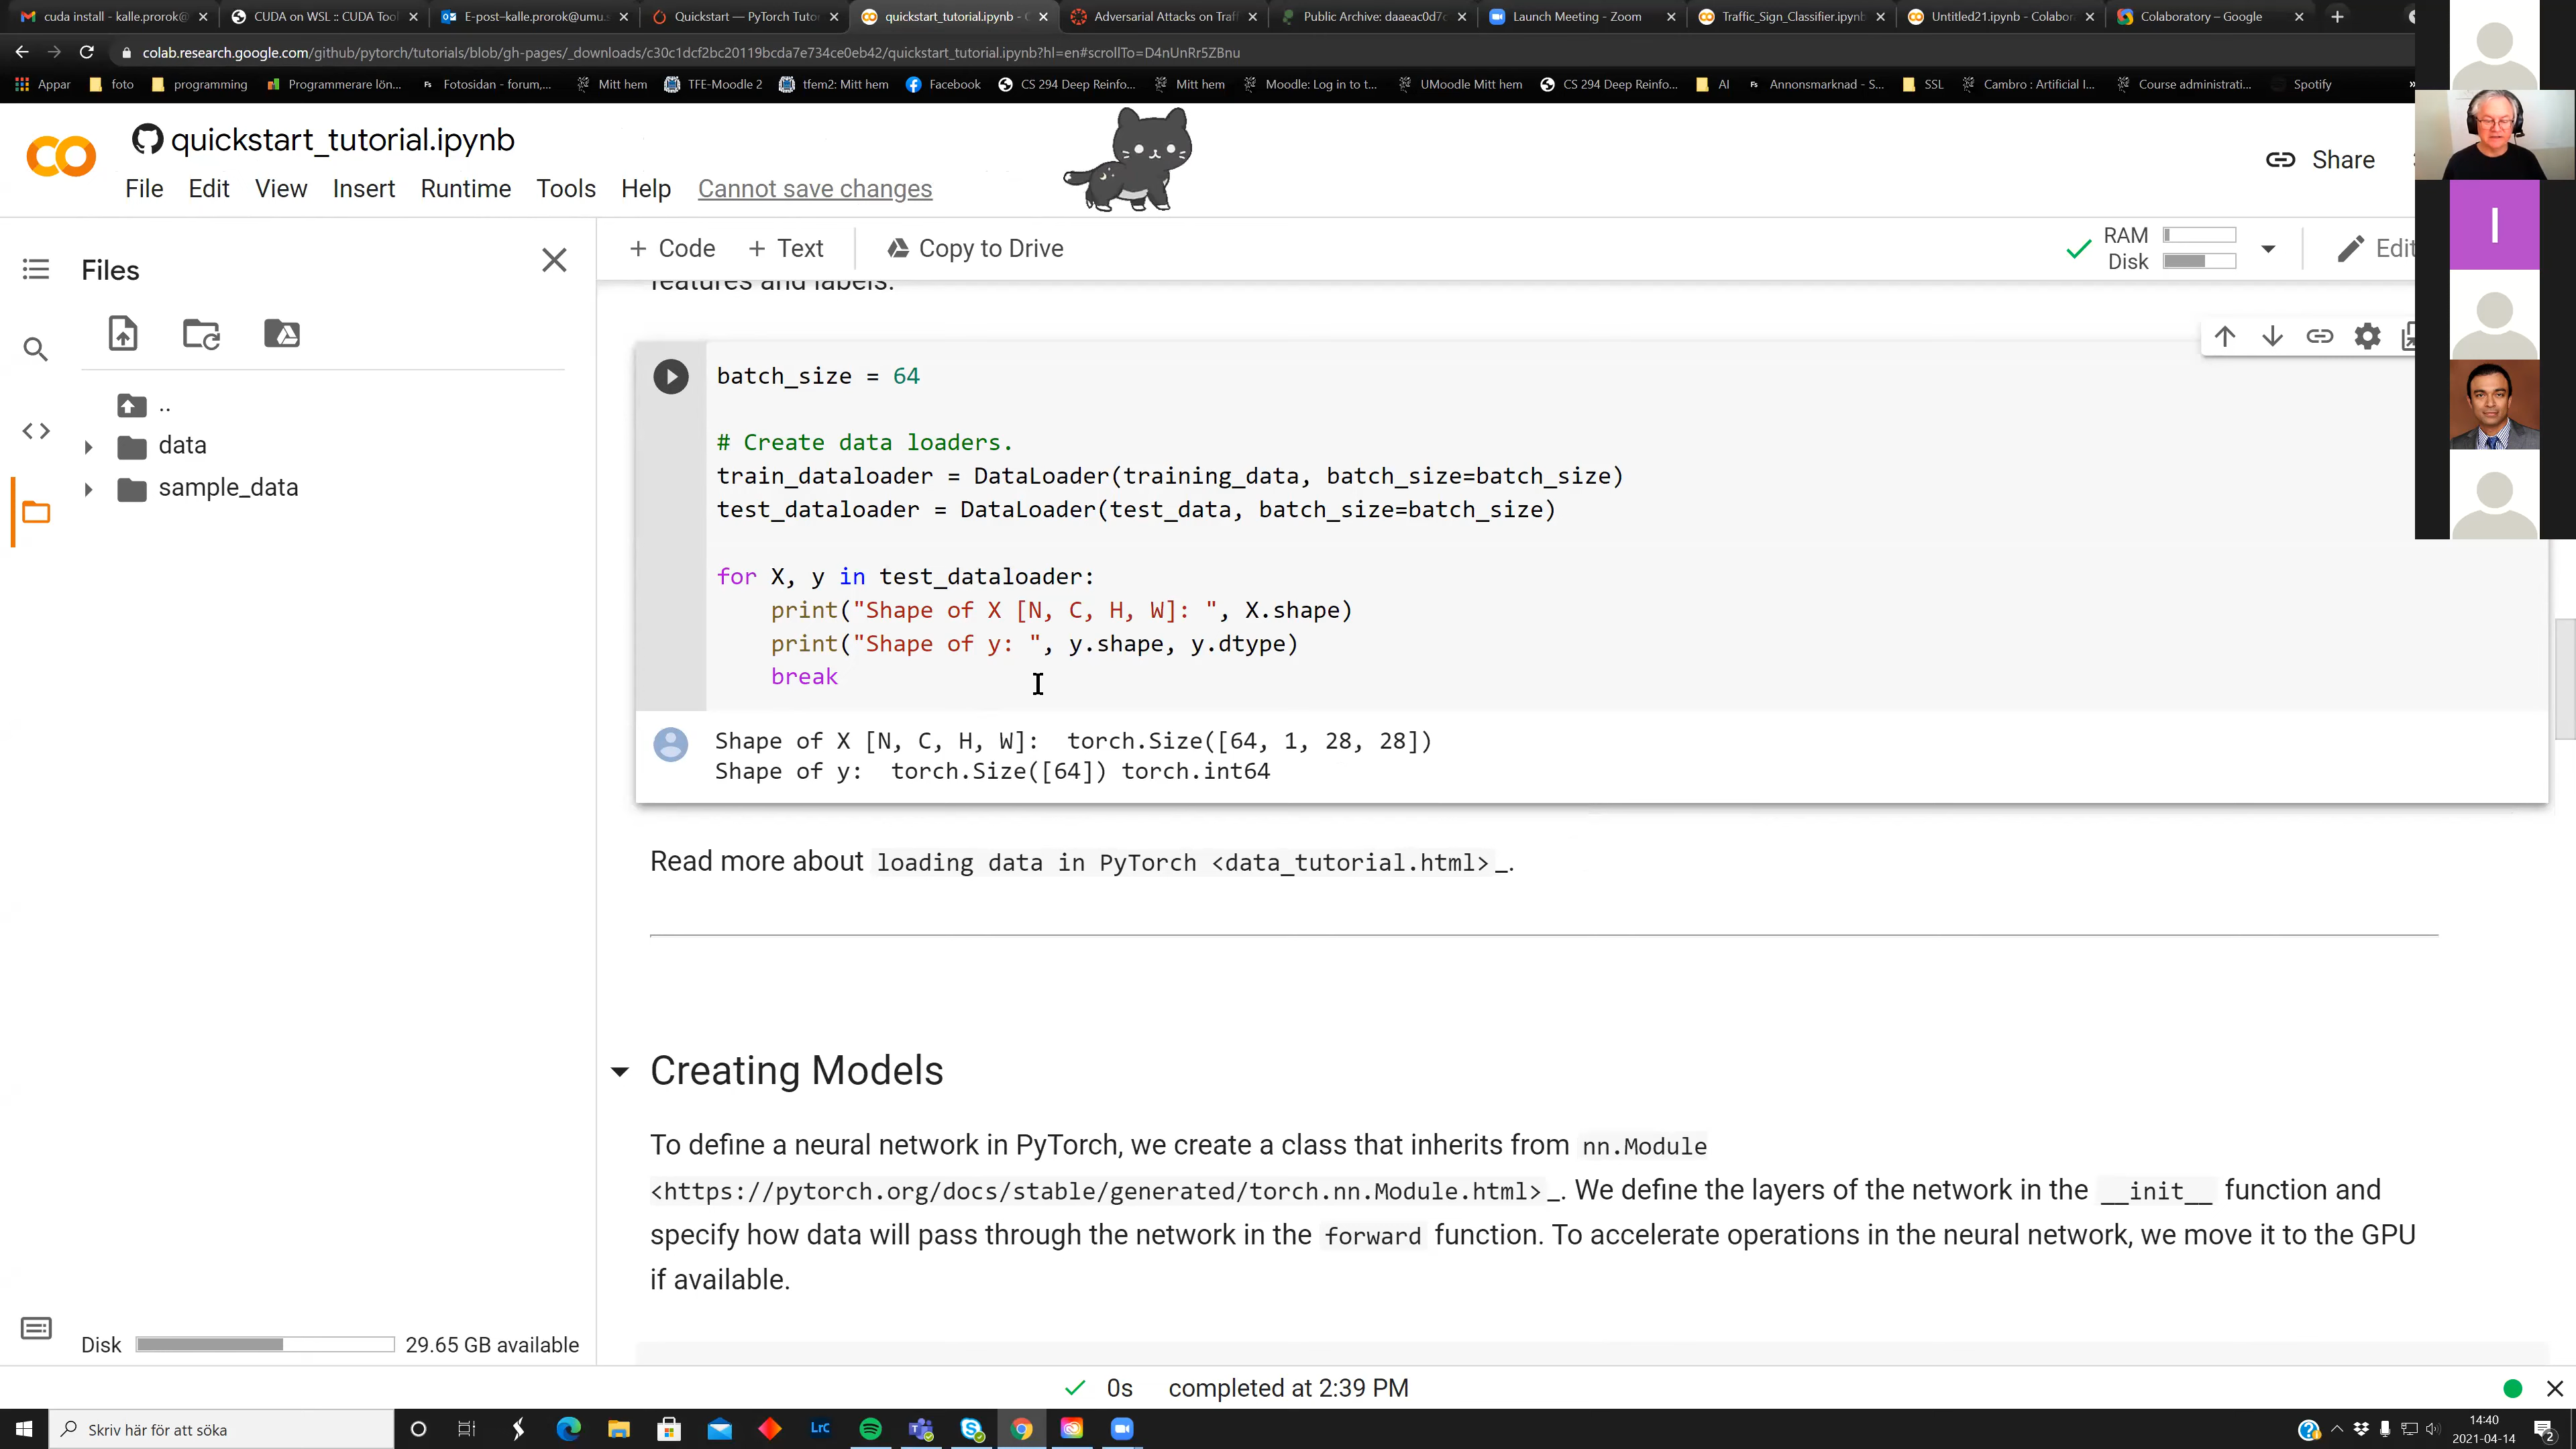 cuda install - kalle.prorok@
CUDA on WSL :: CUDA Tool
E-post–kalle.prorok@umu.s
Quickstart — PyTorch Tutor
quickstart_tutorial.ipynb - C
Adversarial Attacks on Traff
Public Archive: daaeac0d7c
Launch Meeting - Zoom
Traffic_Sign_Classifier.ipynb
Untitled21.ipynb - Colabor
Colaboratory – Google
colab.research.google.com/github/pytorch/tutorials/blob/gh-pages/_downloads/c30c1dcf2bc20119bcda7e734ce0eb42/quickstart_tutorial.ipynb?hl=en#scrollTo=D4nUnRr5ZBnu
Appar
foto
programming
Programmerare lön...
Fs Fotosidan - forum,...
Mitt hem
TFE-Moodle 2
tfem2: Mitt hem
Facebook
CS 294 Deep Reinfo...
Mitt hem
Moodle: Log in to t...
UMoodle Mitt hem
CS 294 Deep Reinfo...
AI
Fs Annonsmarknad - S...
SSL
Cambro : Artificial I...
Course administrati...
Spotify
»
quickstart_tutorial.ipynb
Share
File Edit View Insert Runtime Tools Help Cannot save changes
+ Code + Text Copy to Drive
RAM
Disk
Edit
Files
..
data
sample_data
Disk 29.65 GB available
features and labels.
batch_size = 64
# Create data loaders.
train_dataloader = DataLoader(training_data, batch_size=batch_size)
test_dataloader = DataLoader(test_data, batch_size=batch_size)
for X, y in test_dataloader:
print("Shape of X [N, C, H, W]: ", X.shape)
print("Shape of y: ", y.shape, y.dtype)
break
Shape of X [N, C, H, W]:  torch.Size([64, 1, 28, 28])
Shape of y:  torch.Size([64]) torch.int64
Read more about loading data in PyTorch <data_tutorial.html>_.
Creating Models
To define a neural network in PyTorch, we create a class that inherits from nn.Module
<https://pytorch.org/docs/stable/generated/torch.nn.Module.html>_. We define the layers of the network in the __init__ function and
specify how data will pass through the network in the forward function. To accelerate operations in the neural network, we move it to the GPU
if available.
0s completed at 2:39 PM
I
Skriv här för att söka
LrC
14:40
2021-04-14
2